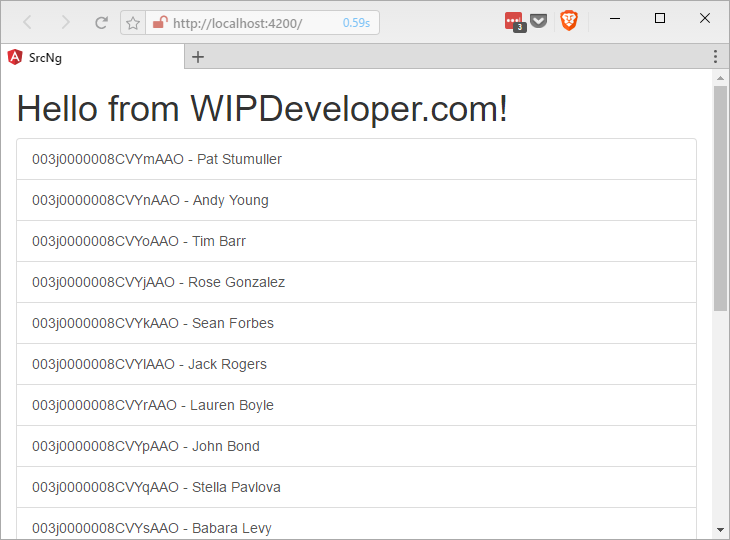 http://localhost:4200/ 0.59s 3
SrcNg
Hello from WIPDeveloper.com!
003j0000008CVYmAAO - Pat Stumuller
003j0000008CVYnAAO - Andy Young
003j0000008CVYoAAO - Tim Barr
003j0000008CVYjAAO - Rose Gonzalez
003j0000008CVYkAAO - Sean Forbes
003j0000008CVYlAAO - Jack Rogers
003j0000008CVYrAAO - Lauren Boyle
003j0000008CVYpAAO - John Bond
003j0000008CVYqAAO - Stella Pavlova
003j0000008CVYsAAO - Babara Levy